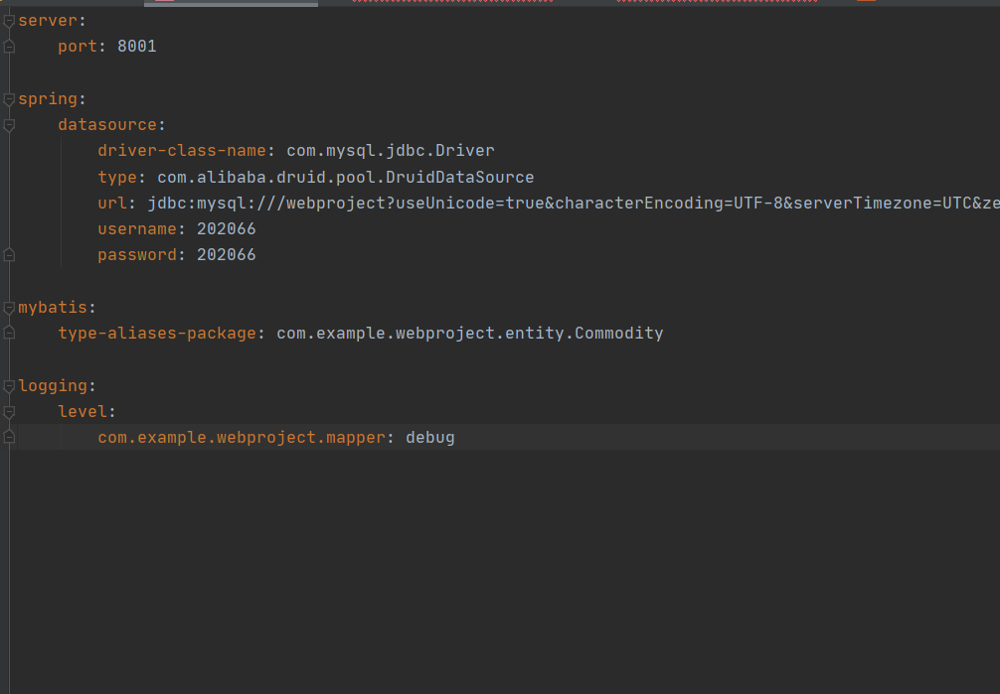 server:
    port: 8001
spring:
    datasource:
        driver-class-name: com.mysql.jdbc.Driver
        type: com.alibaba.druid.pool.DruidDataSource
        url: jdbc:mysql:///webproject?useUnicode=true&characterEncoding=UTF-8&serverTimezone=UTC&ze
        username: 202066
        password: 202066
mybatis:
    type-aliases-package: com.example.webproject.entity.Commodity
logging:
    level:
        com.example.webproject.mapper: debug